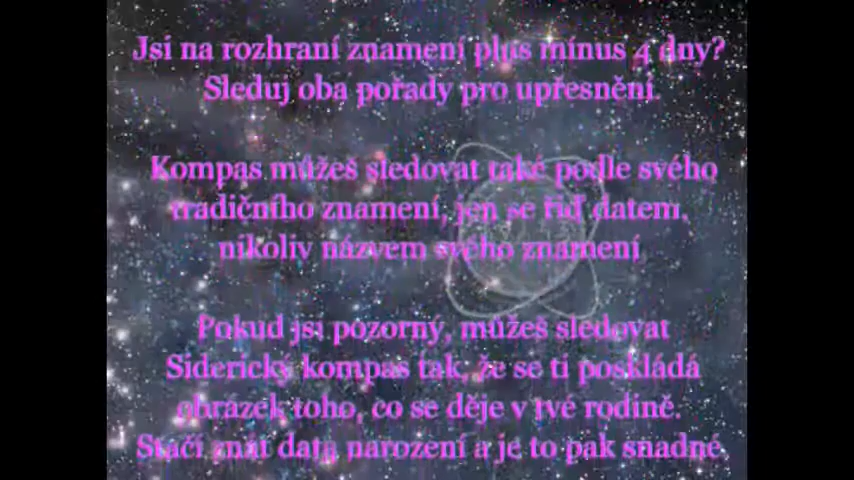 Jsi na rozhraní znamení plus mínus 4 dny?
Sleduj oba pořady pro upřesnění.
Kompas můžeš sledovat také podle svého
tradičního znamení, jen se řiď datem,
nikoliv názvem svého znamení
Pokud jsi pozorný, můžeš sledovat
Siderický kompas tak, že se ti poskládá
obrázek toho, co se děje v tvé rodině.
Stačí znát data narození a je to pak snadné.